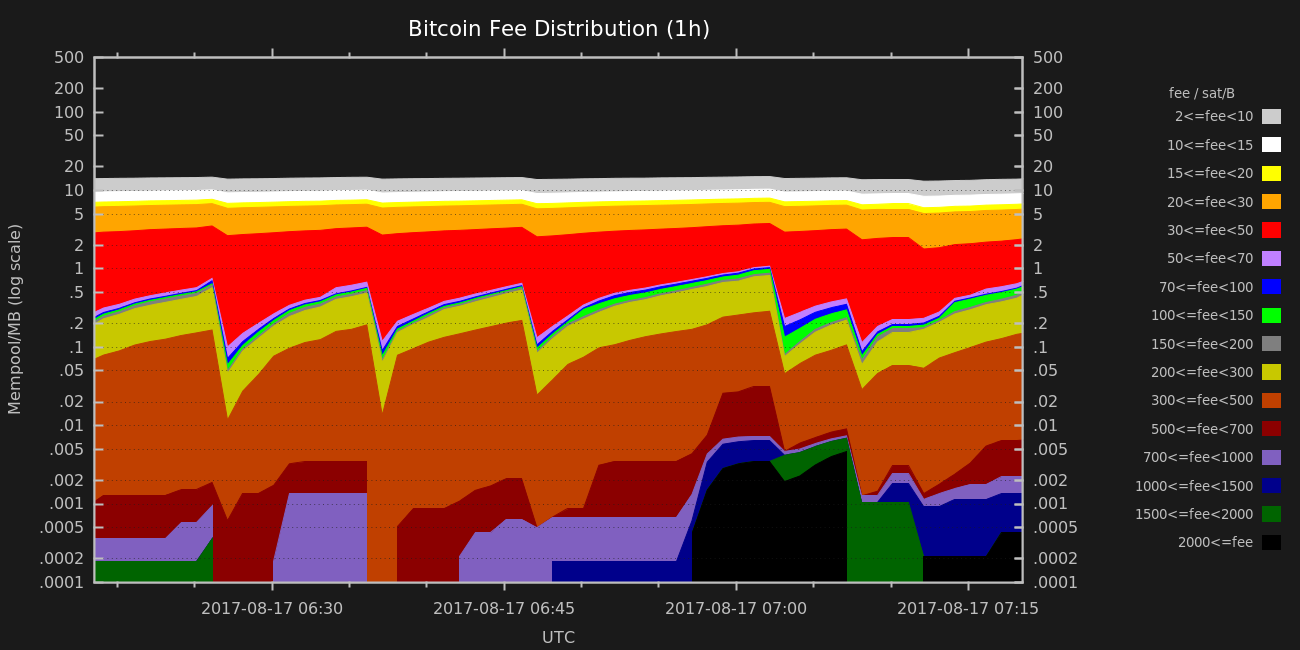 Bitcoin Fee Distribution (1h)
500 500
200 200
100 100
50 50
20 20
10 10
5 5
2 2
1 1
.5 .5
.2 .2
.1 .1
.05 .05
.02 .02
.01 .01
.005 .005
.002 .002
.001 .001
.0005 .0005
.0002 .0002
.0001 .0001
Mempool/MB (log scale)
2017-08-17 06:30 2017-08-17 06:45 2017-08-17 07:00 2017-08-17 07:15
UTC
fee / sat/B
2<=fee<10
10<=fee<15
15<=fee<20
20<=fee<30
30<=fee<50
50<=fee<70
70<=fee<100
100<=fee<150
150<=fee<200
200<=fee<300
300<=fee<500
500<=fee<700
700<=fee<1000
1000<=fee<1500
1500<=fee<2000
2000<=fee